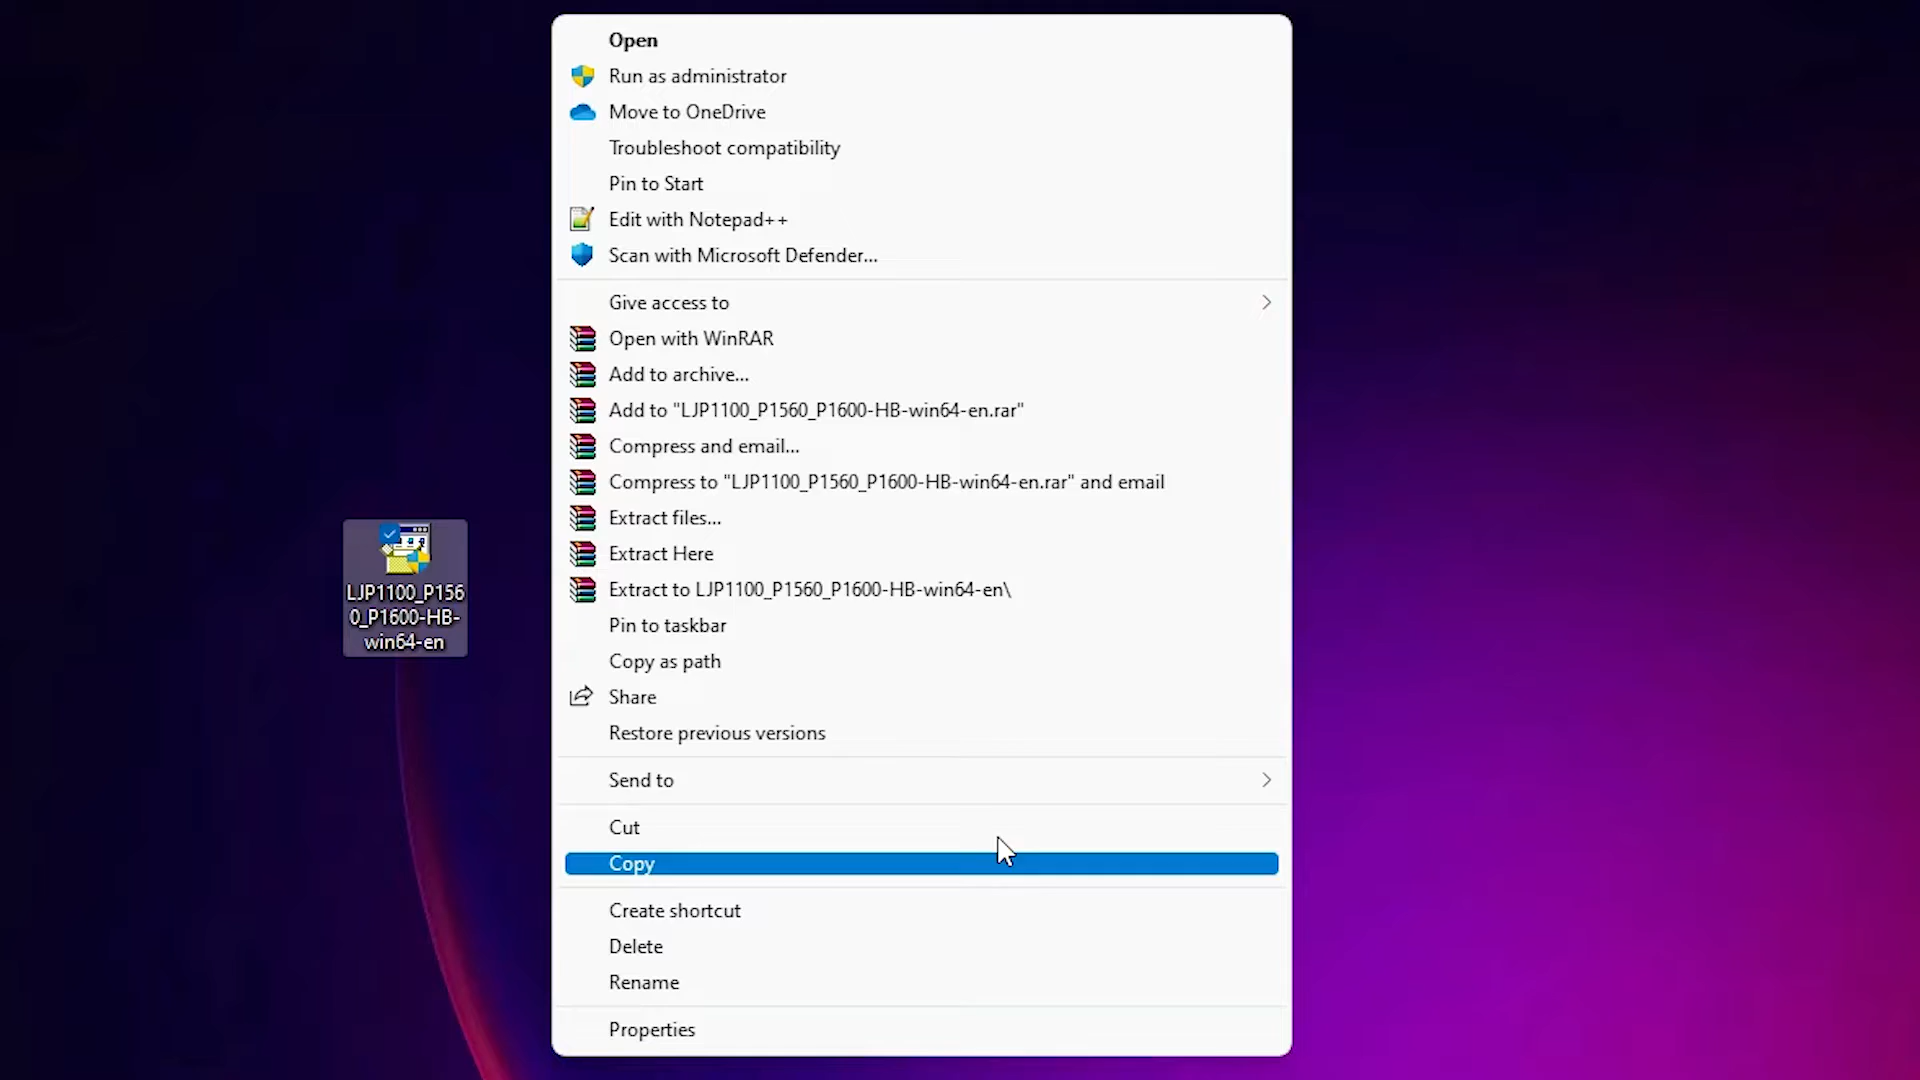 Open
Run as administrator
Move to OneDrive
Troubleshoot compatibility
Pin to Start
Edit with Notepad++
Scan with Microsoft Defender...
Give access to
Open with WinRAR
Add to archive...
Add to "LJP1100_P1560_P1600-HB-win64-en.rar"
Compress and email...
Compress to "LJP1100_P1560_P1600-HB-win64-en.rar" and email
Extract files...
Extract Here
Extract to LJP1100_P1560_P1600-HB-win64-en\
Pin to taskbar
Copy as path
Share
Restore previous versions
Send to
Cut
Copy
Create shortcut
Delete
Rename
Properties
LJP1100_P156
0_P1600-HB-
win64-en